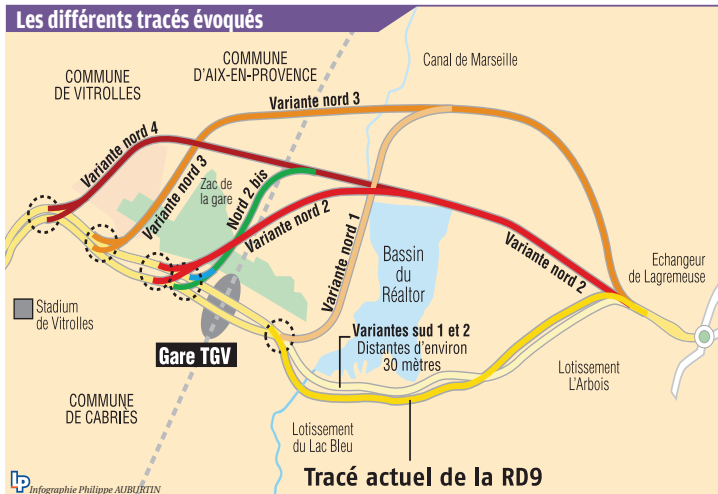 Les différents tracés évoqués
COMMUNE
DE VITROLLES
COMMUNE
D'AIX-EN-PROVENCE
Canal de Marseille
Variante nord 3
Variante nord 4
Variante nord 3
Zac de
la gare
Nord 2 bis
Variante nord 2
Variante nord 1
Bassin
du
Réaltor
Variante nord 2
Echangeur
de Lagremeuse
Stadium
de Vitrolles
Gare TGV
Variantes sud 1 et 2
Distantes d'environ
30 mètres
Lotissement
L'Arbois
COMMUNE
DE CABRIÈS
Lotissement
du Lac Bleu
Tracé actuel de la RD9
LP Infographie Philippe AUBURTIN